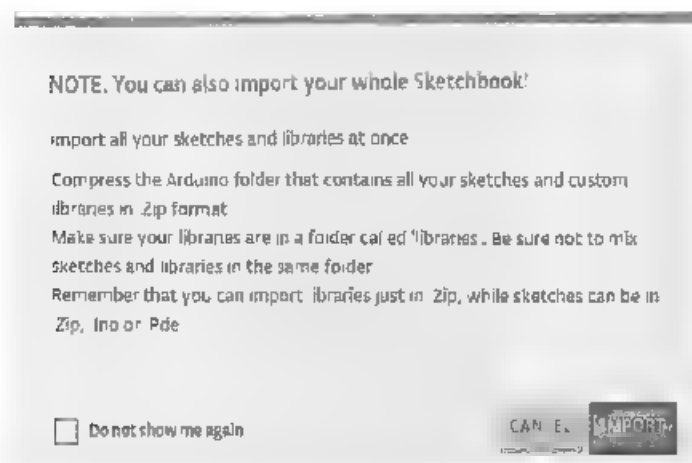 NOTE. You can also import your whole Sketchbook!
Import all your sketches and libraries at once
Compress the Arduino folder that contains all your sketches and custom
libraries in .Zip format
Make sure your libraries are in a folder called "libraries". Be sure not to mix
sketches and libraries in the same folder
Remember that you can import libraries just in .Zip, while sketches can be in
.Zip, .Ino or .Pde
Do not show me again
CANCEL
IMPORT